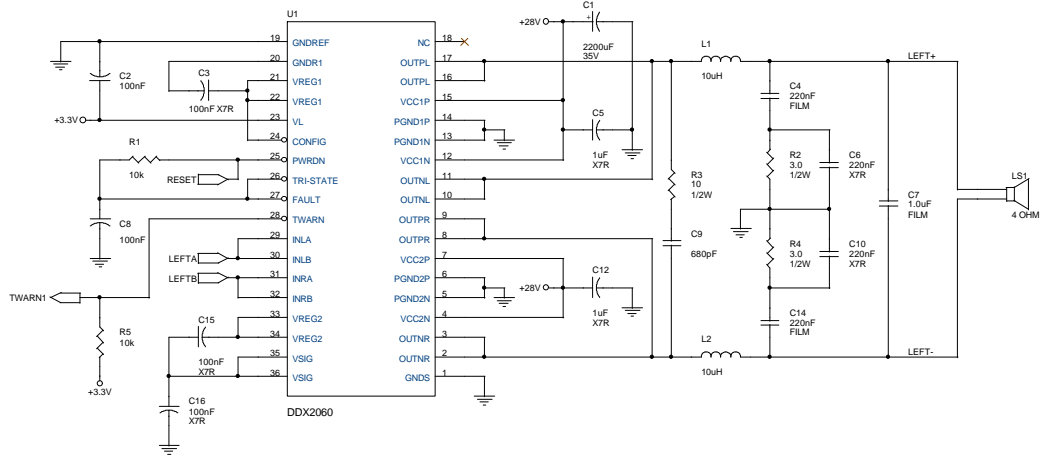 U1
19 GNDREF
20 GNDR1
21 VREG1
22 VREG1
23 VL
24 CONFIG
25 PWRDN
26 TRI-STATE
27 FAULT
28 TWARN
29 INLA
30 INLB
31 INRA
32 INRB
33 VREG2
34 VREG2
35 VSIG
36 VSIG
NC 18
OUTPL 17
OUTPL 16
VCC1P 15
PGND1P 14
PGND1N 13
VCC1N 12
OUTNL 11
OUTNL 10
OUTPR 9
OUTPR 8
VCC2P 7
PGND2P 6
PGND2N 5
VCC2N 4
OUTNR 3
OUTNR 2
GNDS 1
DDX2060
C2
100nF
C3
100nF X7R
+3.3V
R1
10k
RESET
C8
100nF
LEFTA
LEFTB
TWARN1
R5
10k
+3.3V
C15
100nF
X7R
C16
100nF
X7R
+28V
C1
+
2200uF
35V
C5
1uF
X7R
+28V
C12
1uF
X7R
L1
10uH
R3
10
1/2W
C9
680pF
L2
10uH
C4
220nF
FILM
R2
3.0
1/2W
C6
220nF
X7R
R4
3.0
1/2W
C10
220nF
X7R
C14
220nF
FILM
C7
1.0uF
FILM
LEFT+
LEFT-
LS1
4 OHM